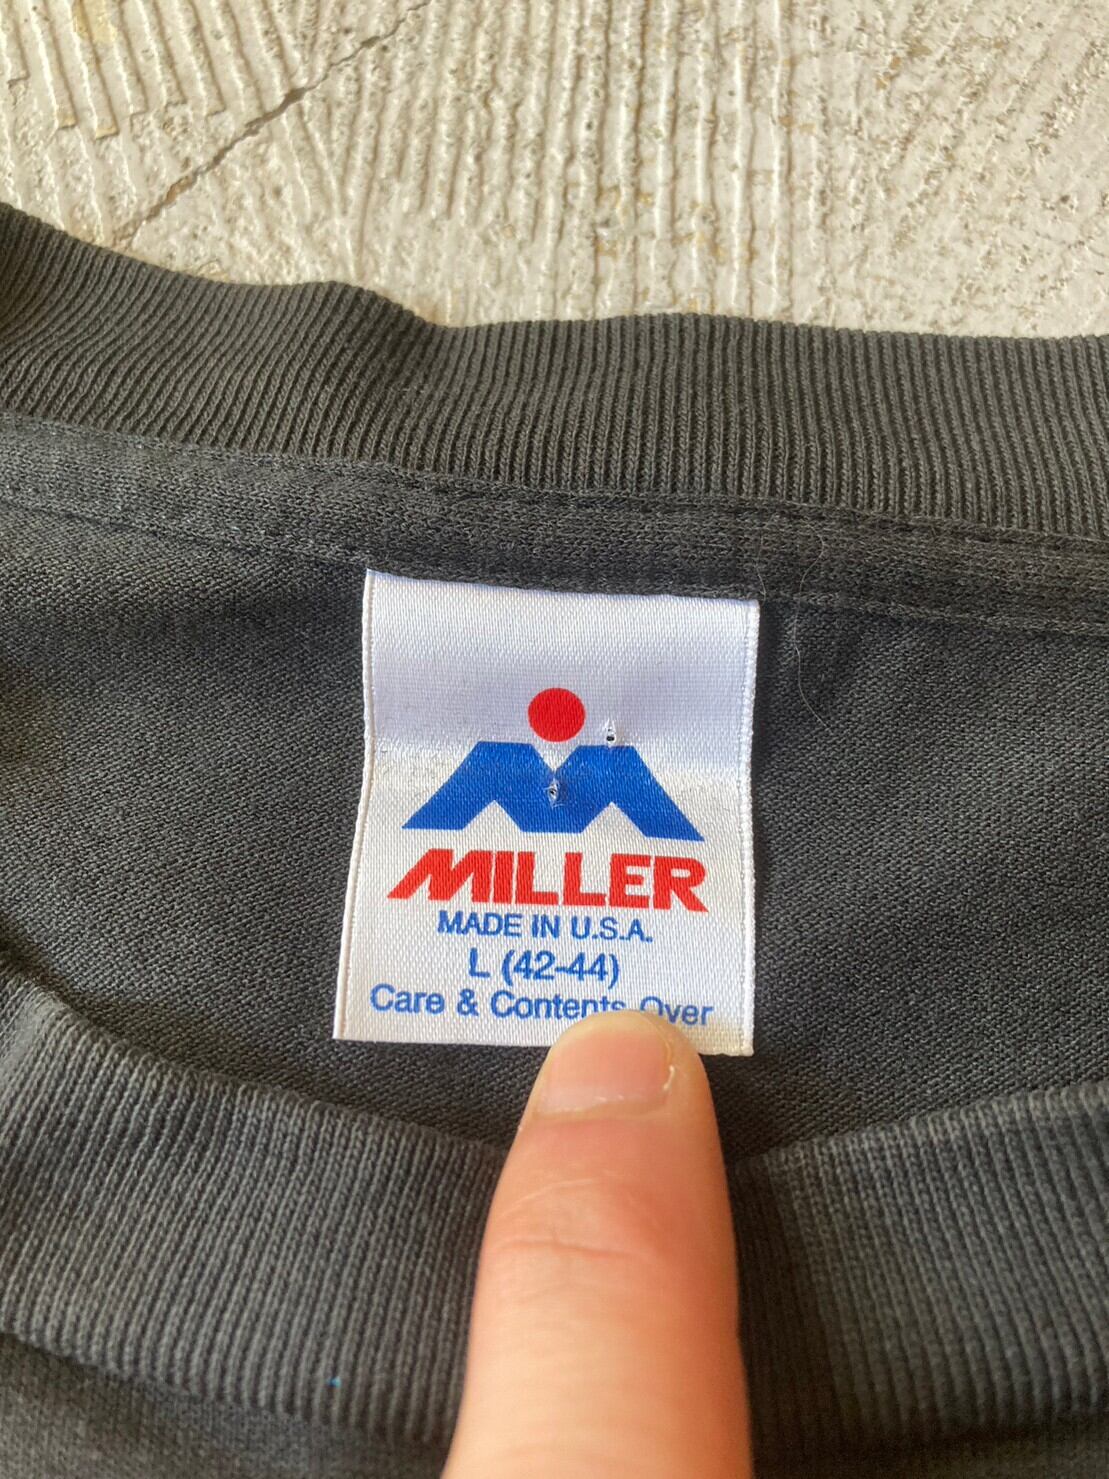 MILLER
MADE IN U.S.A.
L (42-44)
Care & Contents Over